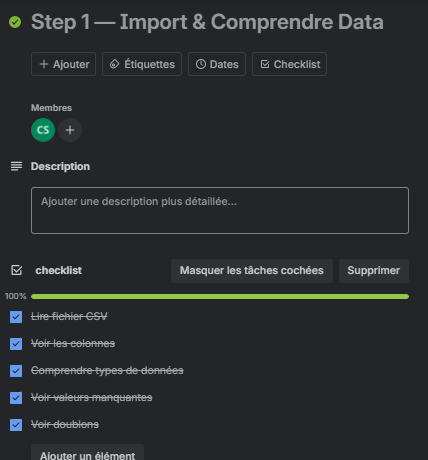 Step 1 — Import & Comprendre Data
Ajouter
Étiquettes
Dates
Checklist
Membres
CS
Description
Ajouter une description plus détaillée...
checklist
Masquer les tâches cochées
Supprimer
100%
Lire fichier CSV
Voir les colonnes
Comprendre types de données
Voir valeurs manquantes
Voir doublons
Ajouter un élément